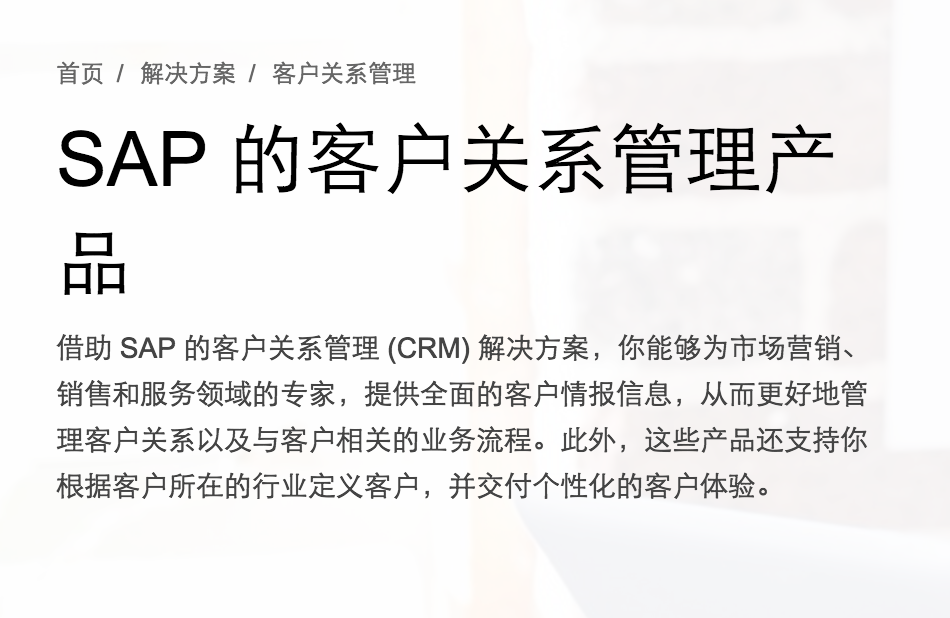 首页 / 解决方案 / 客户关系管理
SAP 的客户关系管理产
品
借助 SAP 的客户关系管理 (CRM) 解决方案，你能够为市场营销、
销售和服务领域的专家，提供全面的客户情报信息，从而更好地管
理客户关系以及与客户相关的业务流程。此外，这些产品还支持你
根据客户所在的行业定义客户，并交付个性化的客户体验。